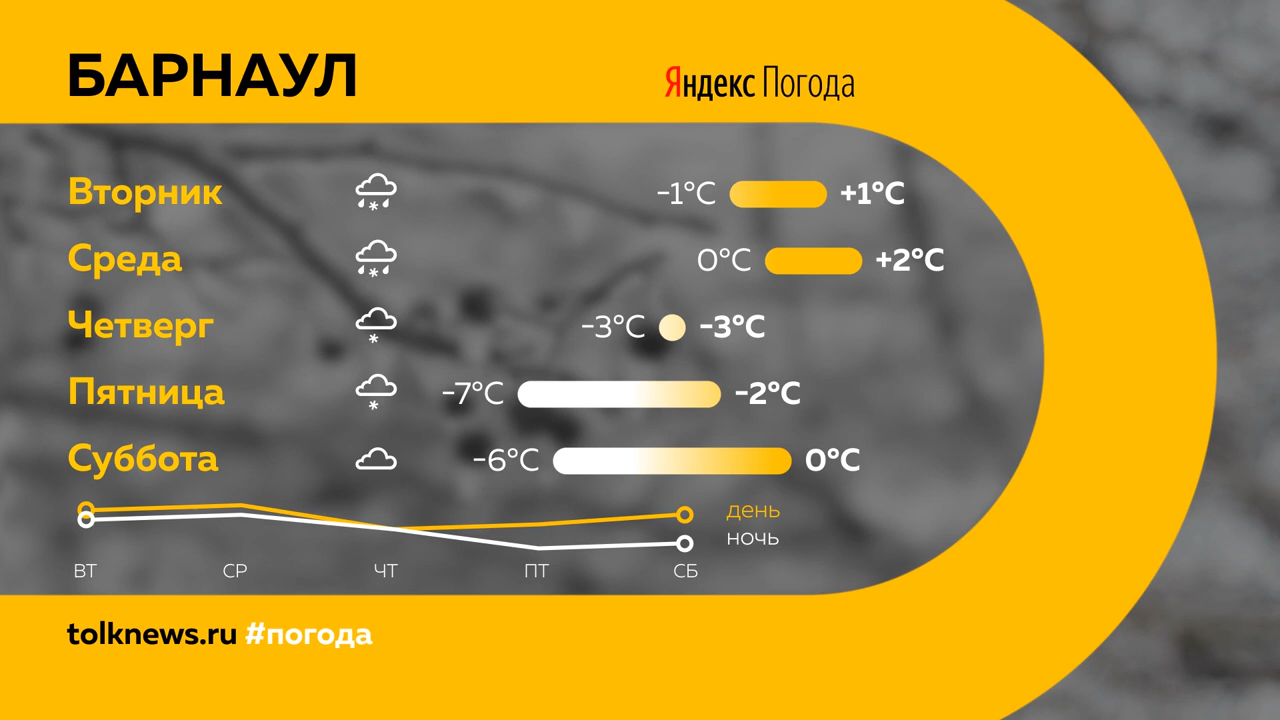 БАРНАУЛ
Яндекс Погода
Вторник -1°C +1°C
Среда 0°C +2°C
Четверг -3°C -3°C
Пятница -7°C -2°C
Суббота -6°C 0°C
день
ночь
ВТ СР ЧТ ПТ СБ
tolknews.ru #погода